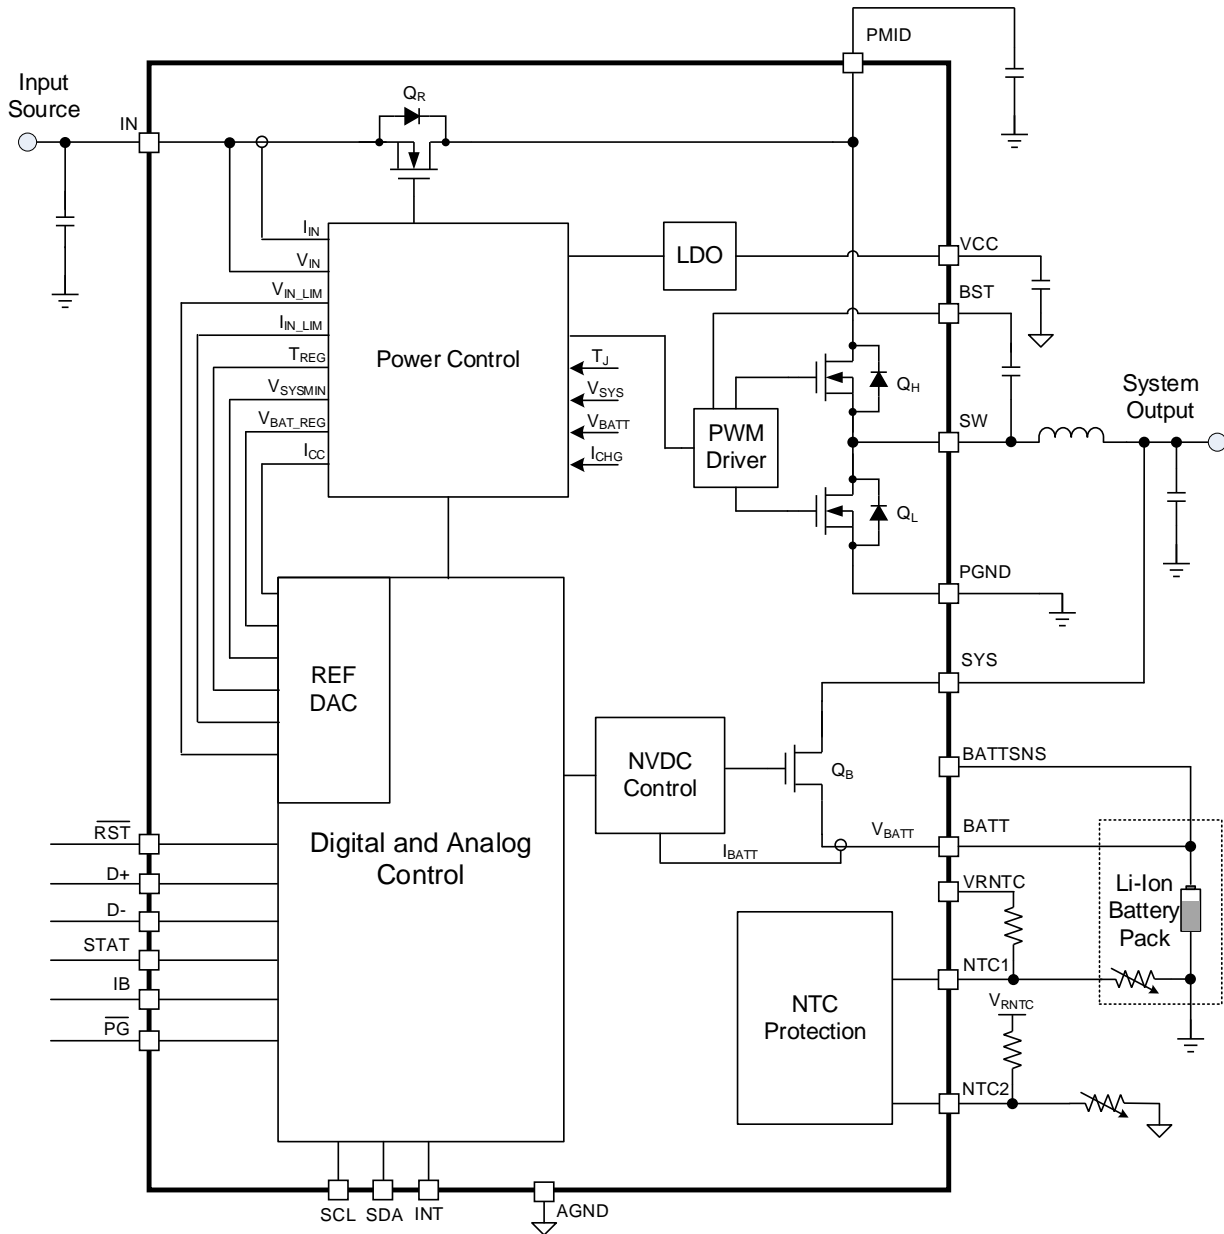 PMID
Input
Source
IN
QR
IIN
VIN
VIN_LIM
IIN_LIM
TREG
VSYSMIN
VBAT_REG
ICC
Power Control
TJ
VSYS
VBATT
ICHG
LDO
VCC
BST
QH
PWM
Driver
SW
System
Output
QL
PGND
SYS
REF
DAC
NVDC
Control
QB
BATTSNS
VBATT
BATT
IBATT
Digital and Analog
Control
RST
D+
D-
STAT
IB
PG
VRNTC
Li-Ion
Battery
Pack
NTC
Protection
NTC1
VRNTC
NTC2
SCL
SDA
INT
AGND